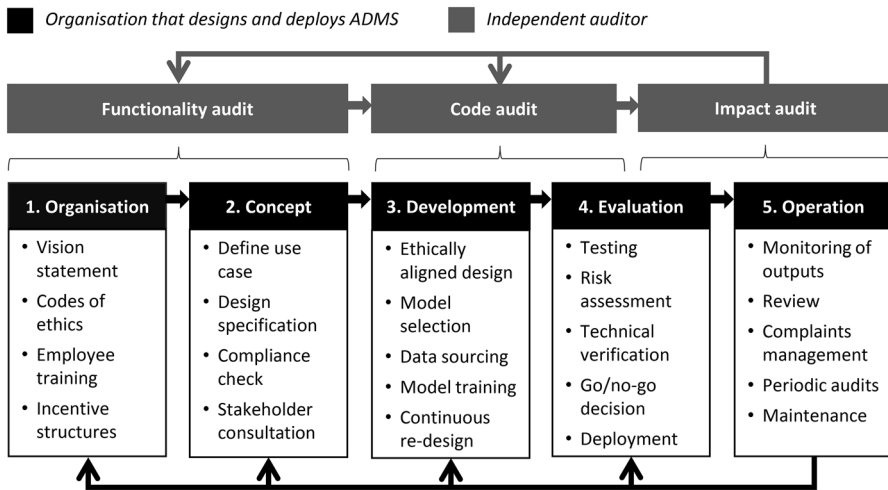 Organisation that designs and deploys ADMS
Independent auditor
Functionality audit
Code audit
Impact audit
1. Organisation
• Vision
statement
• Codes of
ethics
• Employee
training
• Incentive
structures
2. Concept
• Define use
case
• Design
specification
• Compliance
check
• Stakeholder
consultation
3. Development
• Ethically
aligned design
• Model
selection
• Data sourcing
• Model training
• Continuous
re-design
4. Evaluation
• Testing
• Risk
assessment
• Technical
verification
• Go/no-go
decision
• Deployment
5. Operation
• Monitoring of
outputs
• Review
• Complaints
management
• Periodic audits
• Maintenance